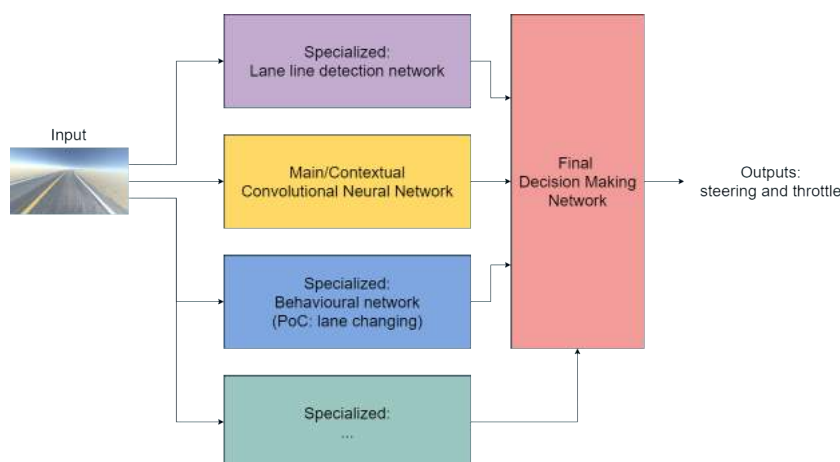 Input
Specialized:
Lane line detection network
Main/Contextual
Convolutional Neural Network
Specialized:
Behavioural network
(PoC: lane changing)
Specialized:
...
Final
Decision Making
Network
Outputs:
steering and throttle